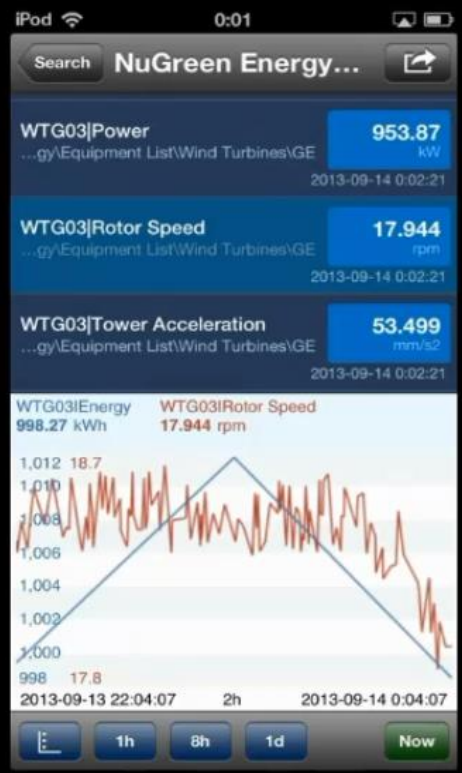 iPod 0:01
Search NuGreen Energy...
WTG03|Power
...gy\Equipment List\Wind Turbines\GE
953.87
kW
2013-09-14 0:02:21
WTG03|Rotor Speed
...gy\Equipment List\Wind Turbines\GE
17.944
rpm
2013-09-14 0:02:21
WTG03|Tower Acceleration
...gy\Equipment List\Wind Turbines\GE
53.499
mm/s2
2013-09-14 0:02:21
WTG03|Energy WTG03|Rotor Speed
998.27 kWh 17.944 rpm
1,012 18.7
1,010
1,008
1,006
1,004
1,002
1,000
998 17.8
2013-09-13 22:04:07 2h 2013-09-14 0:04:07
1h 8h 1d Now